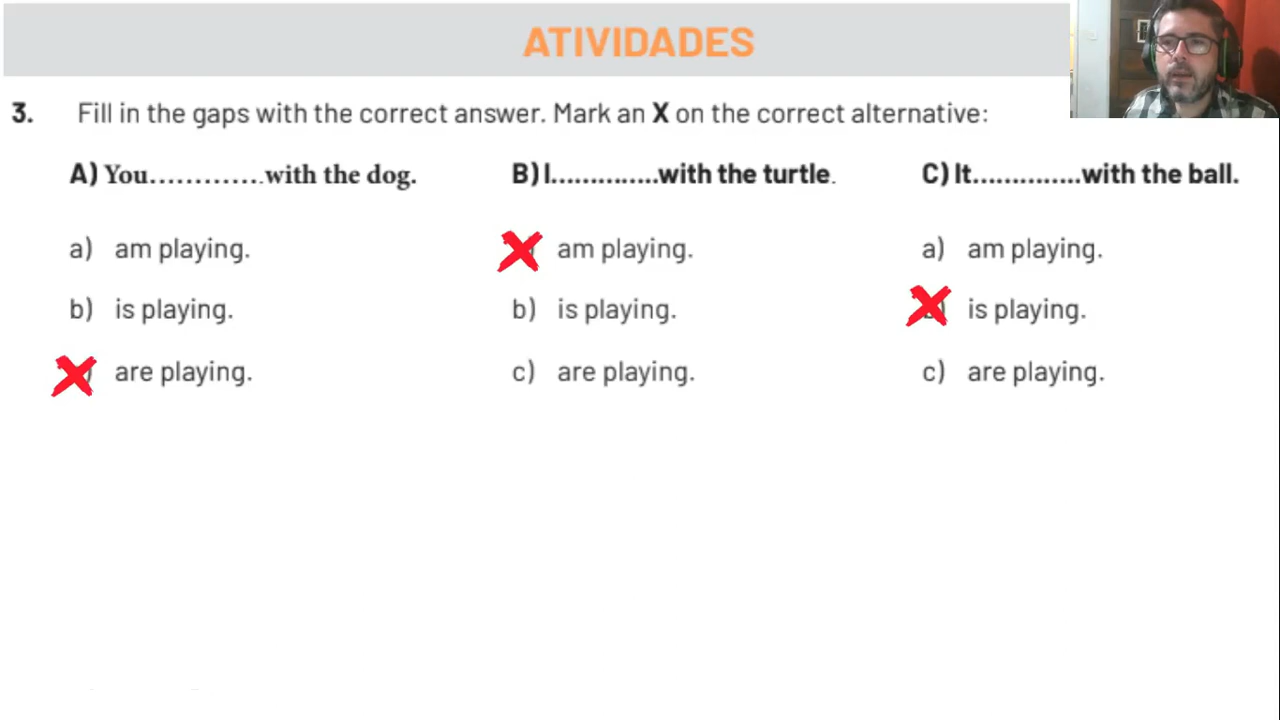 ATIVIDADES
3. Fill in the gaps with the correct answer. Mark an X on the correct alternative:
A) You.............with the dog.
a) am playing.
b) is playing.
are playing.
B) I..............with the turtle.
am playing.
b) is playing.
c) are playing.
C) It..............with the ball.
a) am playing.
is playing.
c) are playing.